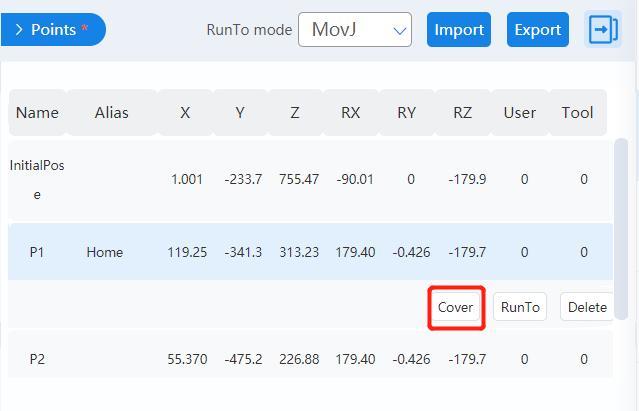 Points * RunTo mode MovJ Import Export
Name Alias X Y Z RX RY RZ User Tool
InitialPos
e 1.001 -233.7 755.47 -90.01 0 -179.9 0 0
P1 Home 119.25 -341.3 313.23 179.40 -0.426 -179.7 0 0
Cover RunTo Delete
P2 55.370 -475.2 226.88 179.40 -0.426 -179.7 0 0